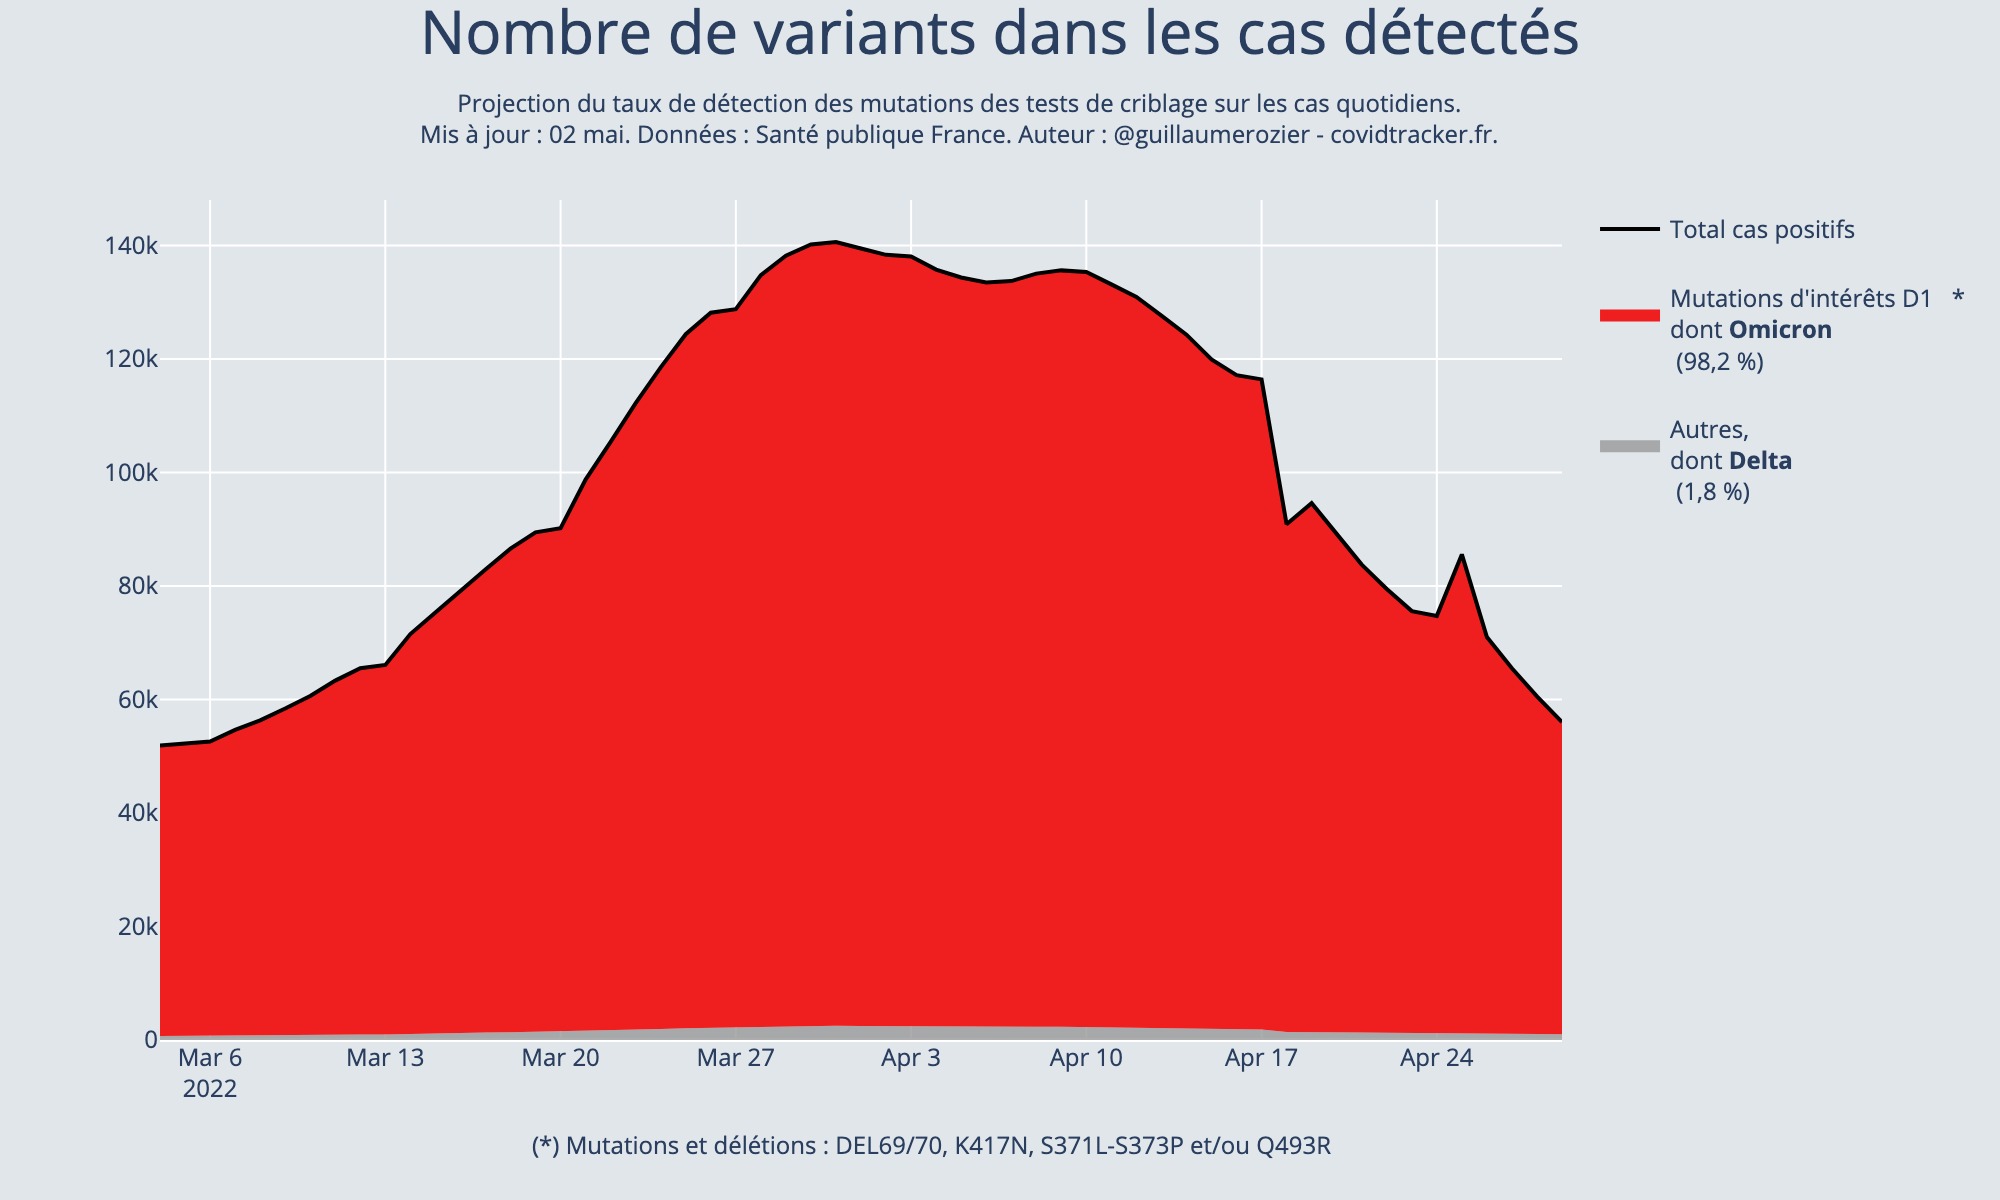 Nombre de variants dans les cas détectés
Projection du taux de détection des mutations des tests de criblage sur les cas quotidiens.
Mis à jour : 02 mai. Données : Santé publique France. Auteur : @guillaumerozier - covidtracker.fr.
140k
120k
100k
80k
60k
40k
20k
0
Mar 6
2022
Mar 13
Mar 20
Mar 27
Apr 3
Apr 10
Apr 17
Apr 24
Total cas positifs
Mutations d'intérêts D1 *
dont Omicron
(98,2 %)
Autres,
dont Delta
(1,8 %)
(*) Mutations et délétions : DEL69/70, K417N, S371L-S373P et/ou Q493R